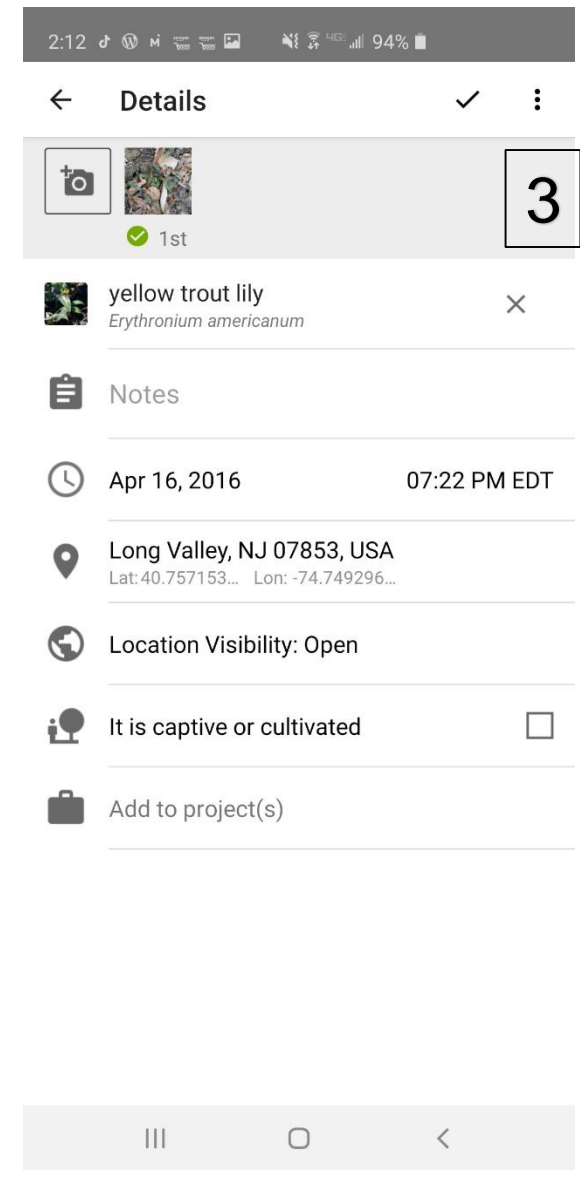 2:12 94%
Details
3
1st
yellow trout lily
Erythronium americanum
Notes
Apr 16, 2016 07:22 PM EDT
Long Valley, NJ 07853, USA
Lat: 40.757153... Lon: -74.749296...
Location Visibility: Open
It is captive or cultivated
Add to project(s)